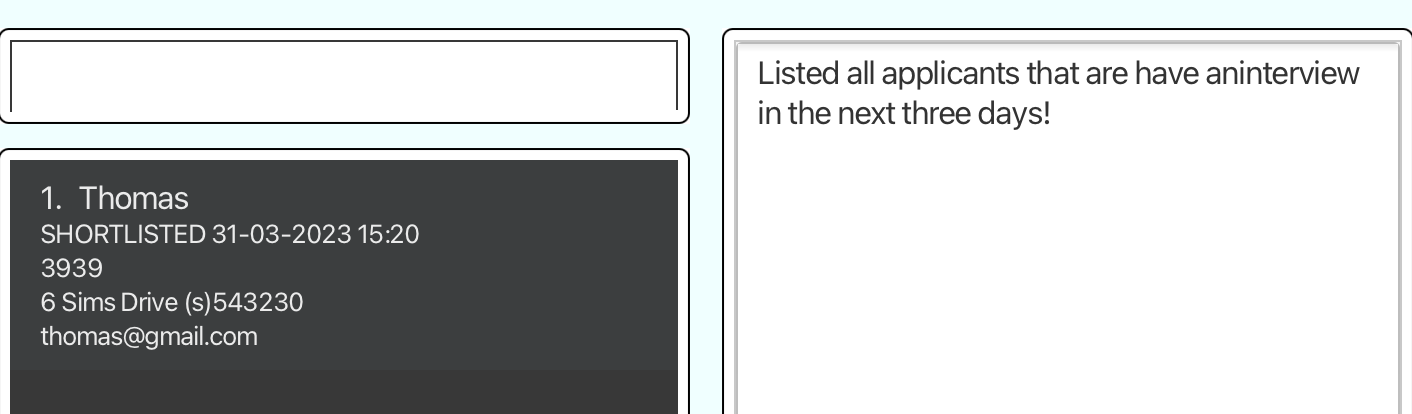 Listed all applicants that are have aninterview
in the next three days!
1. Thomas
SHORTLISTED 31-03-2023 15:20
3939
6 Sims Drive (s)543230
thomas@gmail.com